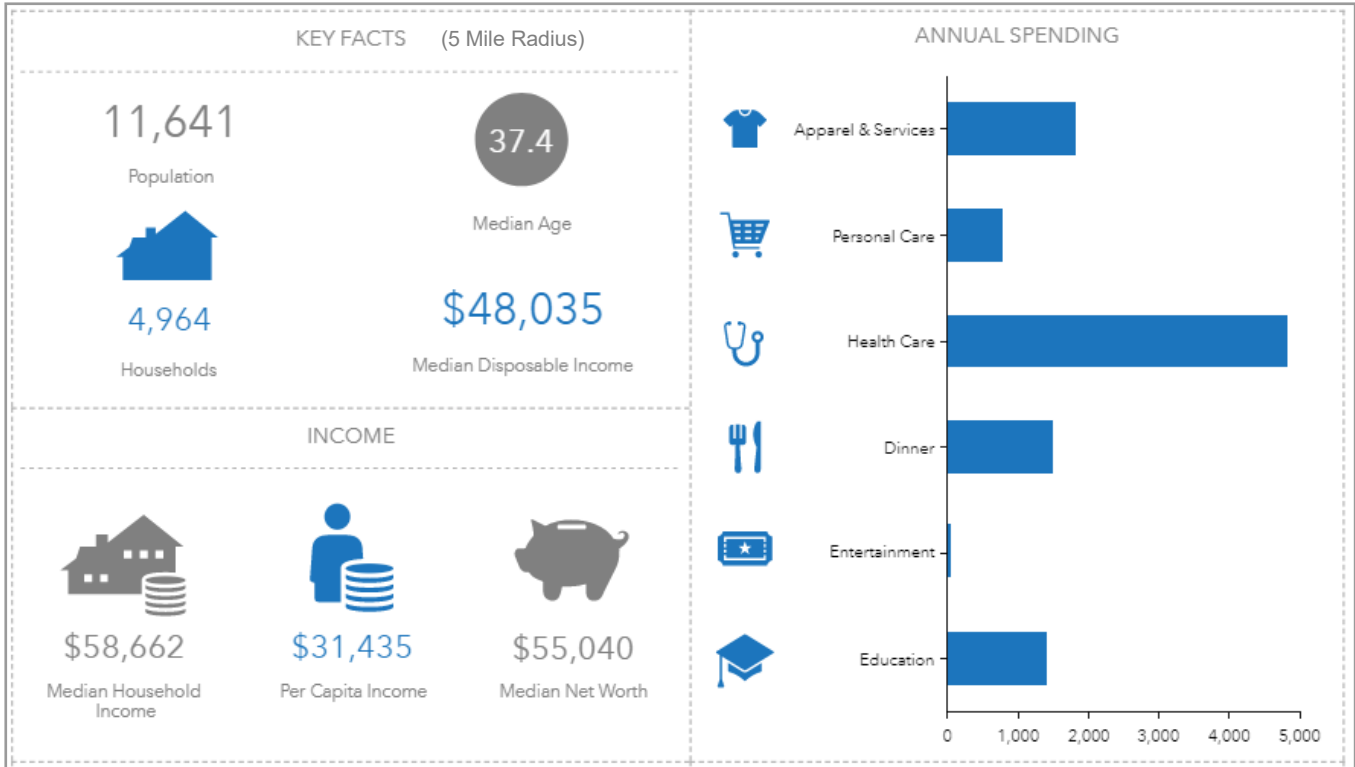 KEY FACTS (5 Mile Radius)
11,641
Population
37.4
Median Age
4,964
Households
$48,035
Median Disposable Income
INCOME
$58,662
Median Household
Income
$31,435
Per Capita Income
$55,040
Median Net Worth
ANNUAL SPENDING
Apparel & Services
Personal Care
Health Care
Dinner
Entertainment
Education
0 1,000 2,000 3,000 4,000 5,000